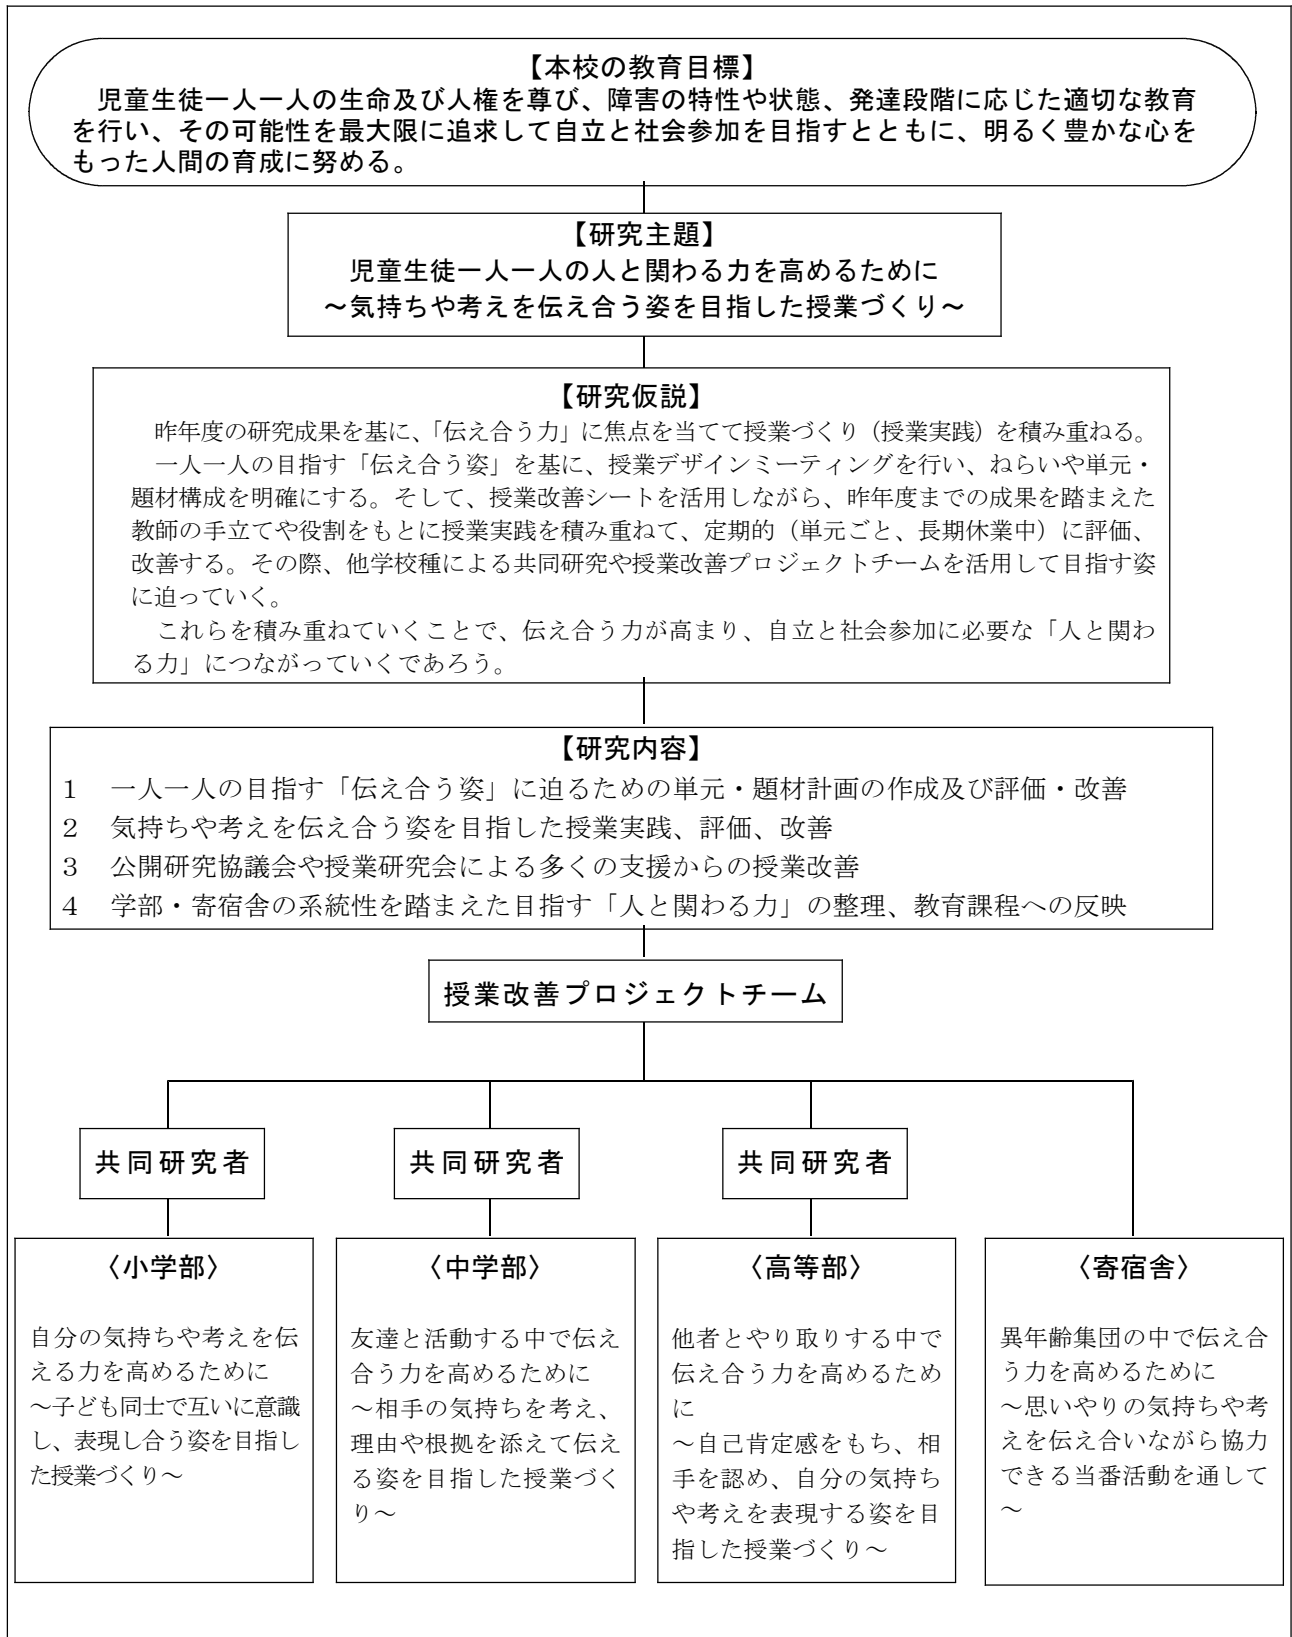 【本校の教育目標】
児童生徒一人一人の生命及び人権を尊び、障害の特性や状態、発達段階に応じた適切な教育
を行い、その可能性を最大限に追求して自立と社会参加を目指すとともに、明るく豊かな心を
もった人間の育成に努める。
【研究主題】
児童生徒一人一人の人と関わる力を高めるために
～気持ちや考えを伝え合う姿を目指した授業づくり～
【研究仮説】
昨年度の研究成果を基に、「伝え合う力」に焦点を当てて授業づくり（授業実践）を積み重ねる。
一人一人の目指す「伝え合う姿」を基に、授業デザインミーティングを行い、ねらいや単元・
題材構成を明確にする。そして、授業改善シートを活用しながら、昨年度までの成果を踏まえた
教師の手立てや役割をもとに授業実践を積み重ねて、定期的（単元ごと、長期休業中）に評価、
改善する。その際、他学校種による共同研究や授業改善プロジェクトチームを活用して目指す姿
に迫っていく。
これらを積み重ねていくことで、伝え合う力が高まり、自立と社会参加に必要な「人と関わ
る力」につながっていくであろう。
【研究内容】
１　一人一人の目指す「伝え合う姿」に迫るための単元・題材計画の作成及び評価・改善
２　気持ちや考えを伝え合う姿を目指した授業実践、評価、改善
３　公開研究協議会や授業研究会による多くの支援からの授業改善
４　学部・寄宿舎の系統性を踏まえた目指す「人と関わる力」の整理、教育課程への反映
授業改善プロジェクトチーム
共同研究者
共同研究者
共同研究者
〈小学部〉
自分の気持ちや考えを伝
える力を高めるために
～子ども同士で互いに意識
し、表現し合う姿を目指し
た授業づくり～
〈中学部〉
友達と活動する中で伝え
合う力を高めるために
～相手の気持ちを考え、
理由や根拠を添えて伝え
る姿を目指した授業づく
り～
〈高等部〉
他者とやり取りする中で
伝え合う力を高めるため
に
～自己肯定感をもち、相
手を認め、自分の気持ち
や考えを表現する姿を目
指した授業づくり～
〈寄宿舎〉
異年齢集団の中で伝え合
う力を高めるために
～思いやりの気持ちや考
えを伝え合いながら協力
できる当番活動を通して
～